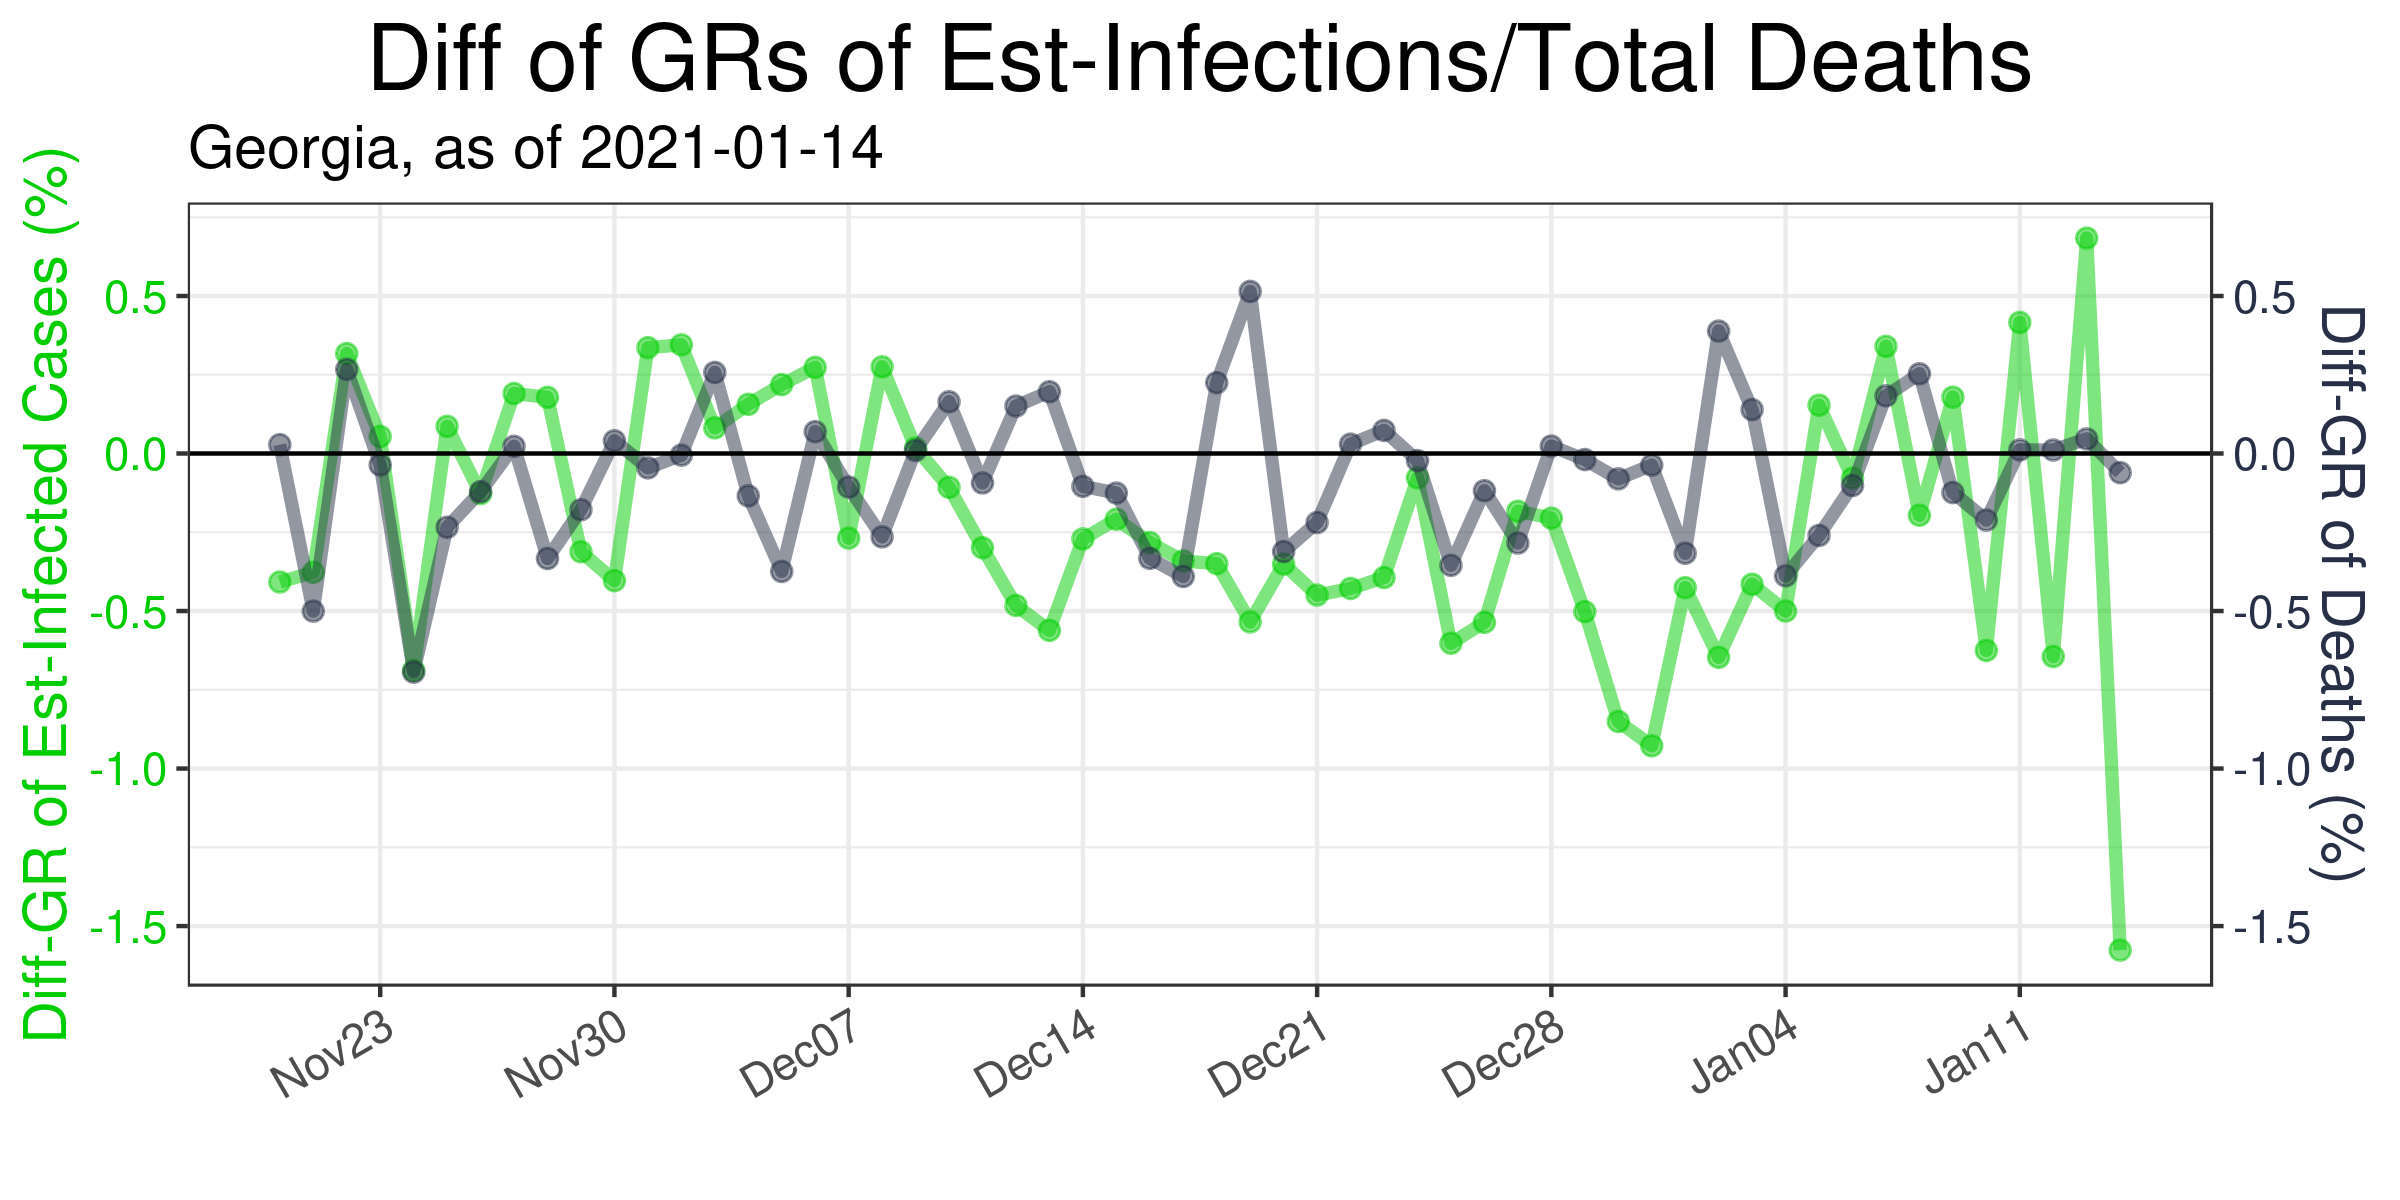 Diff of GRs of Est-Infections/Total Deaths
Georgia, as of 2021-01-14
Diff-GR of Est-Infected Cases (%)
0.5
0.0
-0.5
-1.0
-1.5
0.5
0.0
-0.5
-1.0
-1.5
Diff-GR of Deaths (%)
Nov23
Nov30
Dec07
Dec14
Dec21
Dec28
Jan04
Jan11